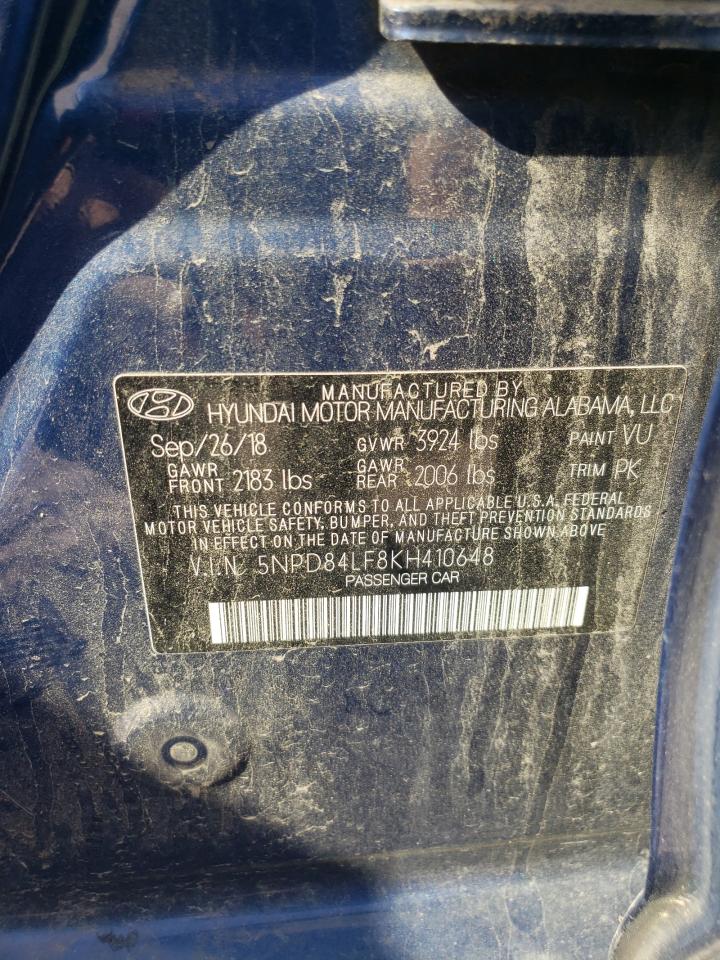 MANUFACTURED BY
HYUNDAI MOTOR MANUFACTURING ALABAMA, LLC
Sep/26/18 GVWR 3924 lbs PAINT VU
GAWR FRONT 2183 lbs GAWR REAR 2006 lbs TRIM PK
THIS VEHICLE CONFORMS TO ALL APPLICABLE U.S.A. FEDERAL
MOTOR VEHICLE SAFETY, BUMPER, AND THEFT PREVENTION STANDARDS
IN EFFECT ON THE DATE OF MANUFACTURE SHOWN ABOVE
V.I.N. 5NPD84LF8KH410648
PASSENGER CAR